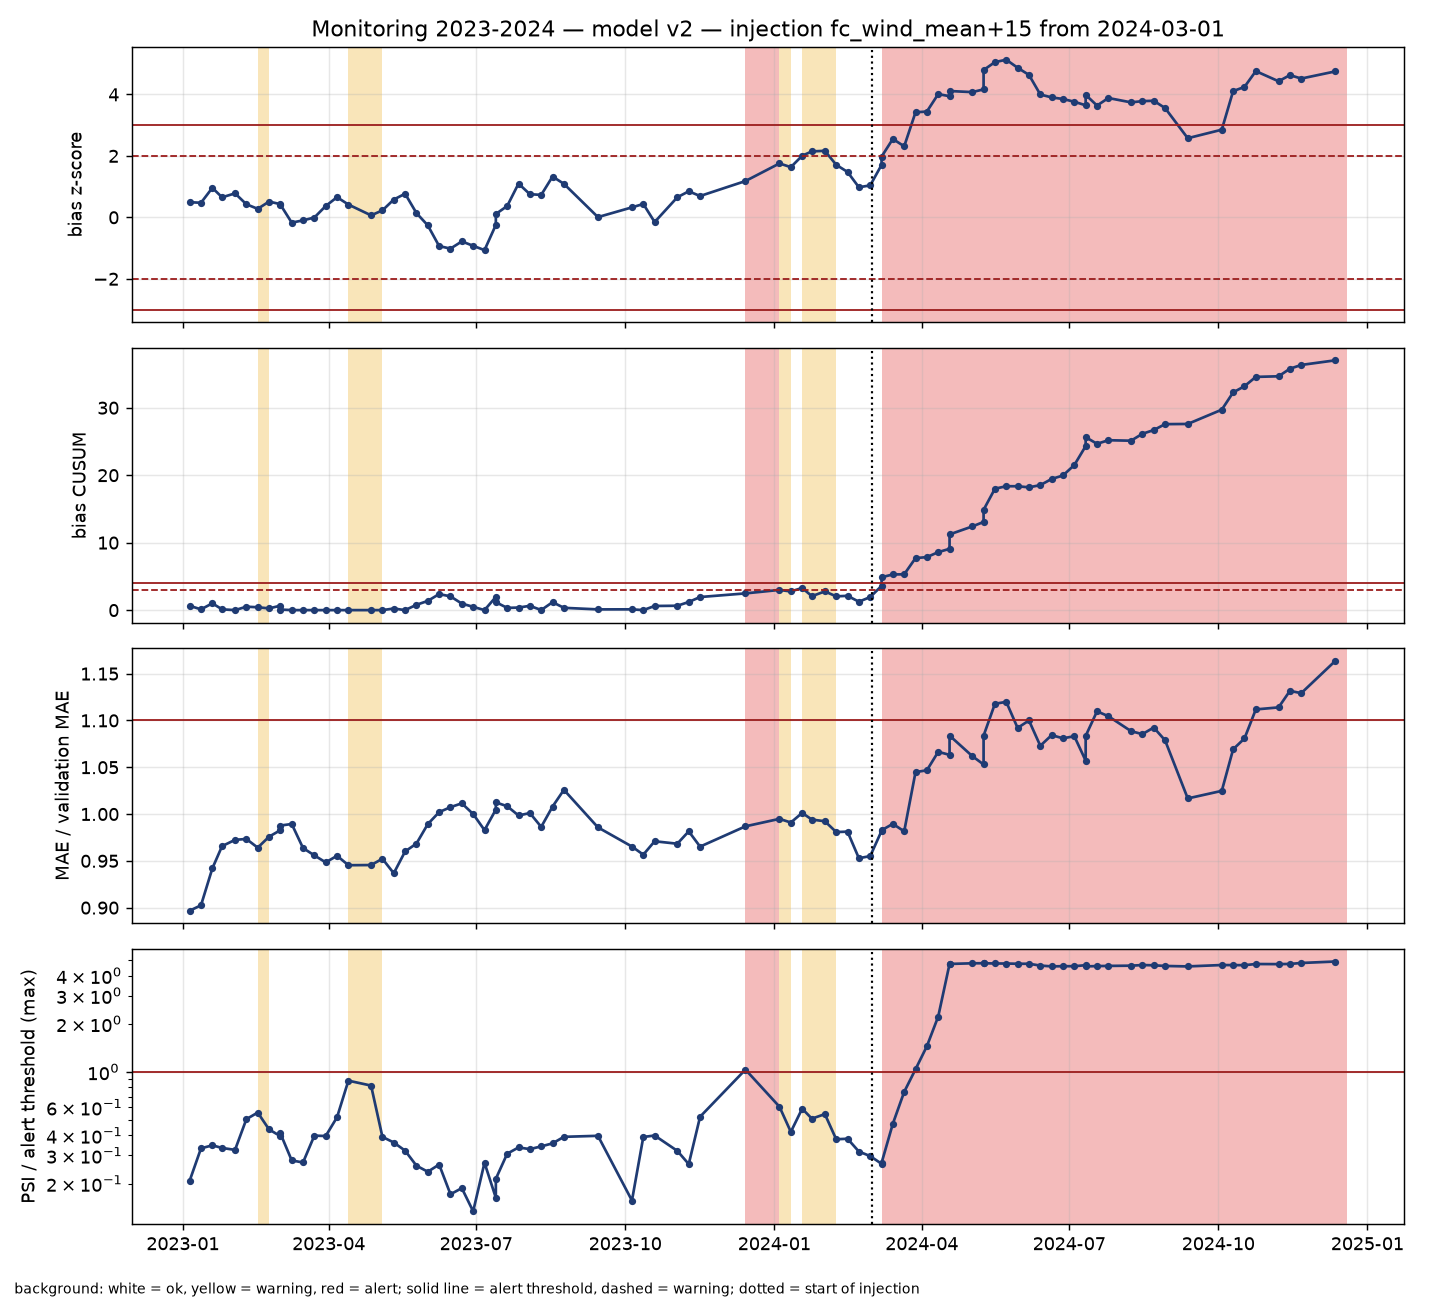 Monitoring 2023-2024 — model v2 — injection fc_wind_mean+15 from 2024-03-01
bias z-score
4
2
0
−2
bias CUSUM
30
20
10
0
MAE / validation MAE
1.15
1.10
1.05
1.00
0.95
0.90
PSI / alert threshold (max)
4 × 10⁰
3 × 10⁰
2 × 10⁰
10⁰
6 × 10⁻¹
4 × 10⁻¹
3 × 10⁻¹
2 × 10⁻¹
2023-01 2023-04 2023-07 2023-10 2024-01 2024-04 2024-07 2024-10 2025-01
background: white = ok, yellow = warning, red = alert; solid line = alert threshold, dashed = warning; dotted = start of injection